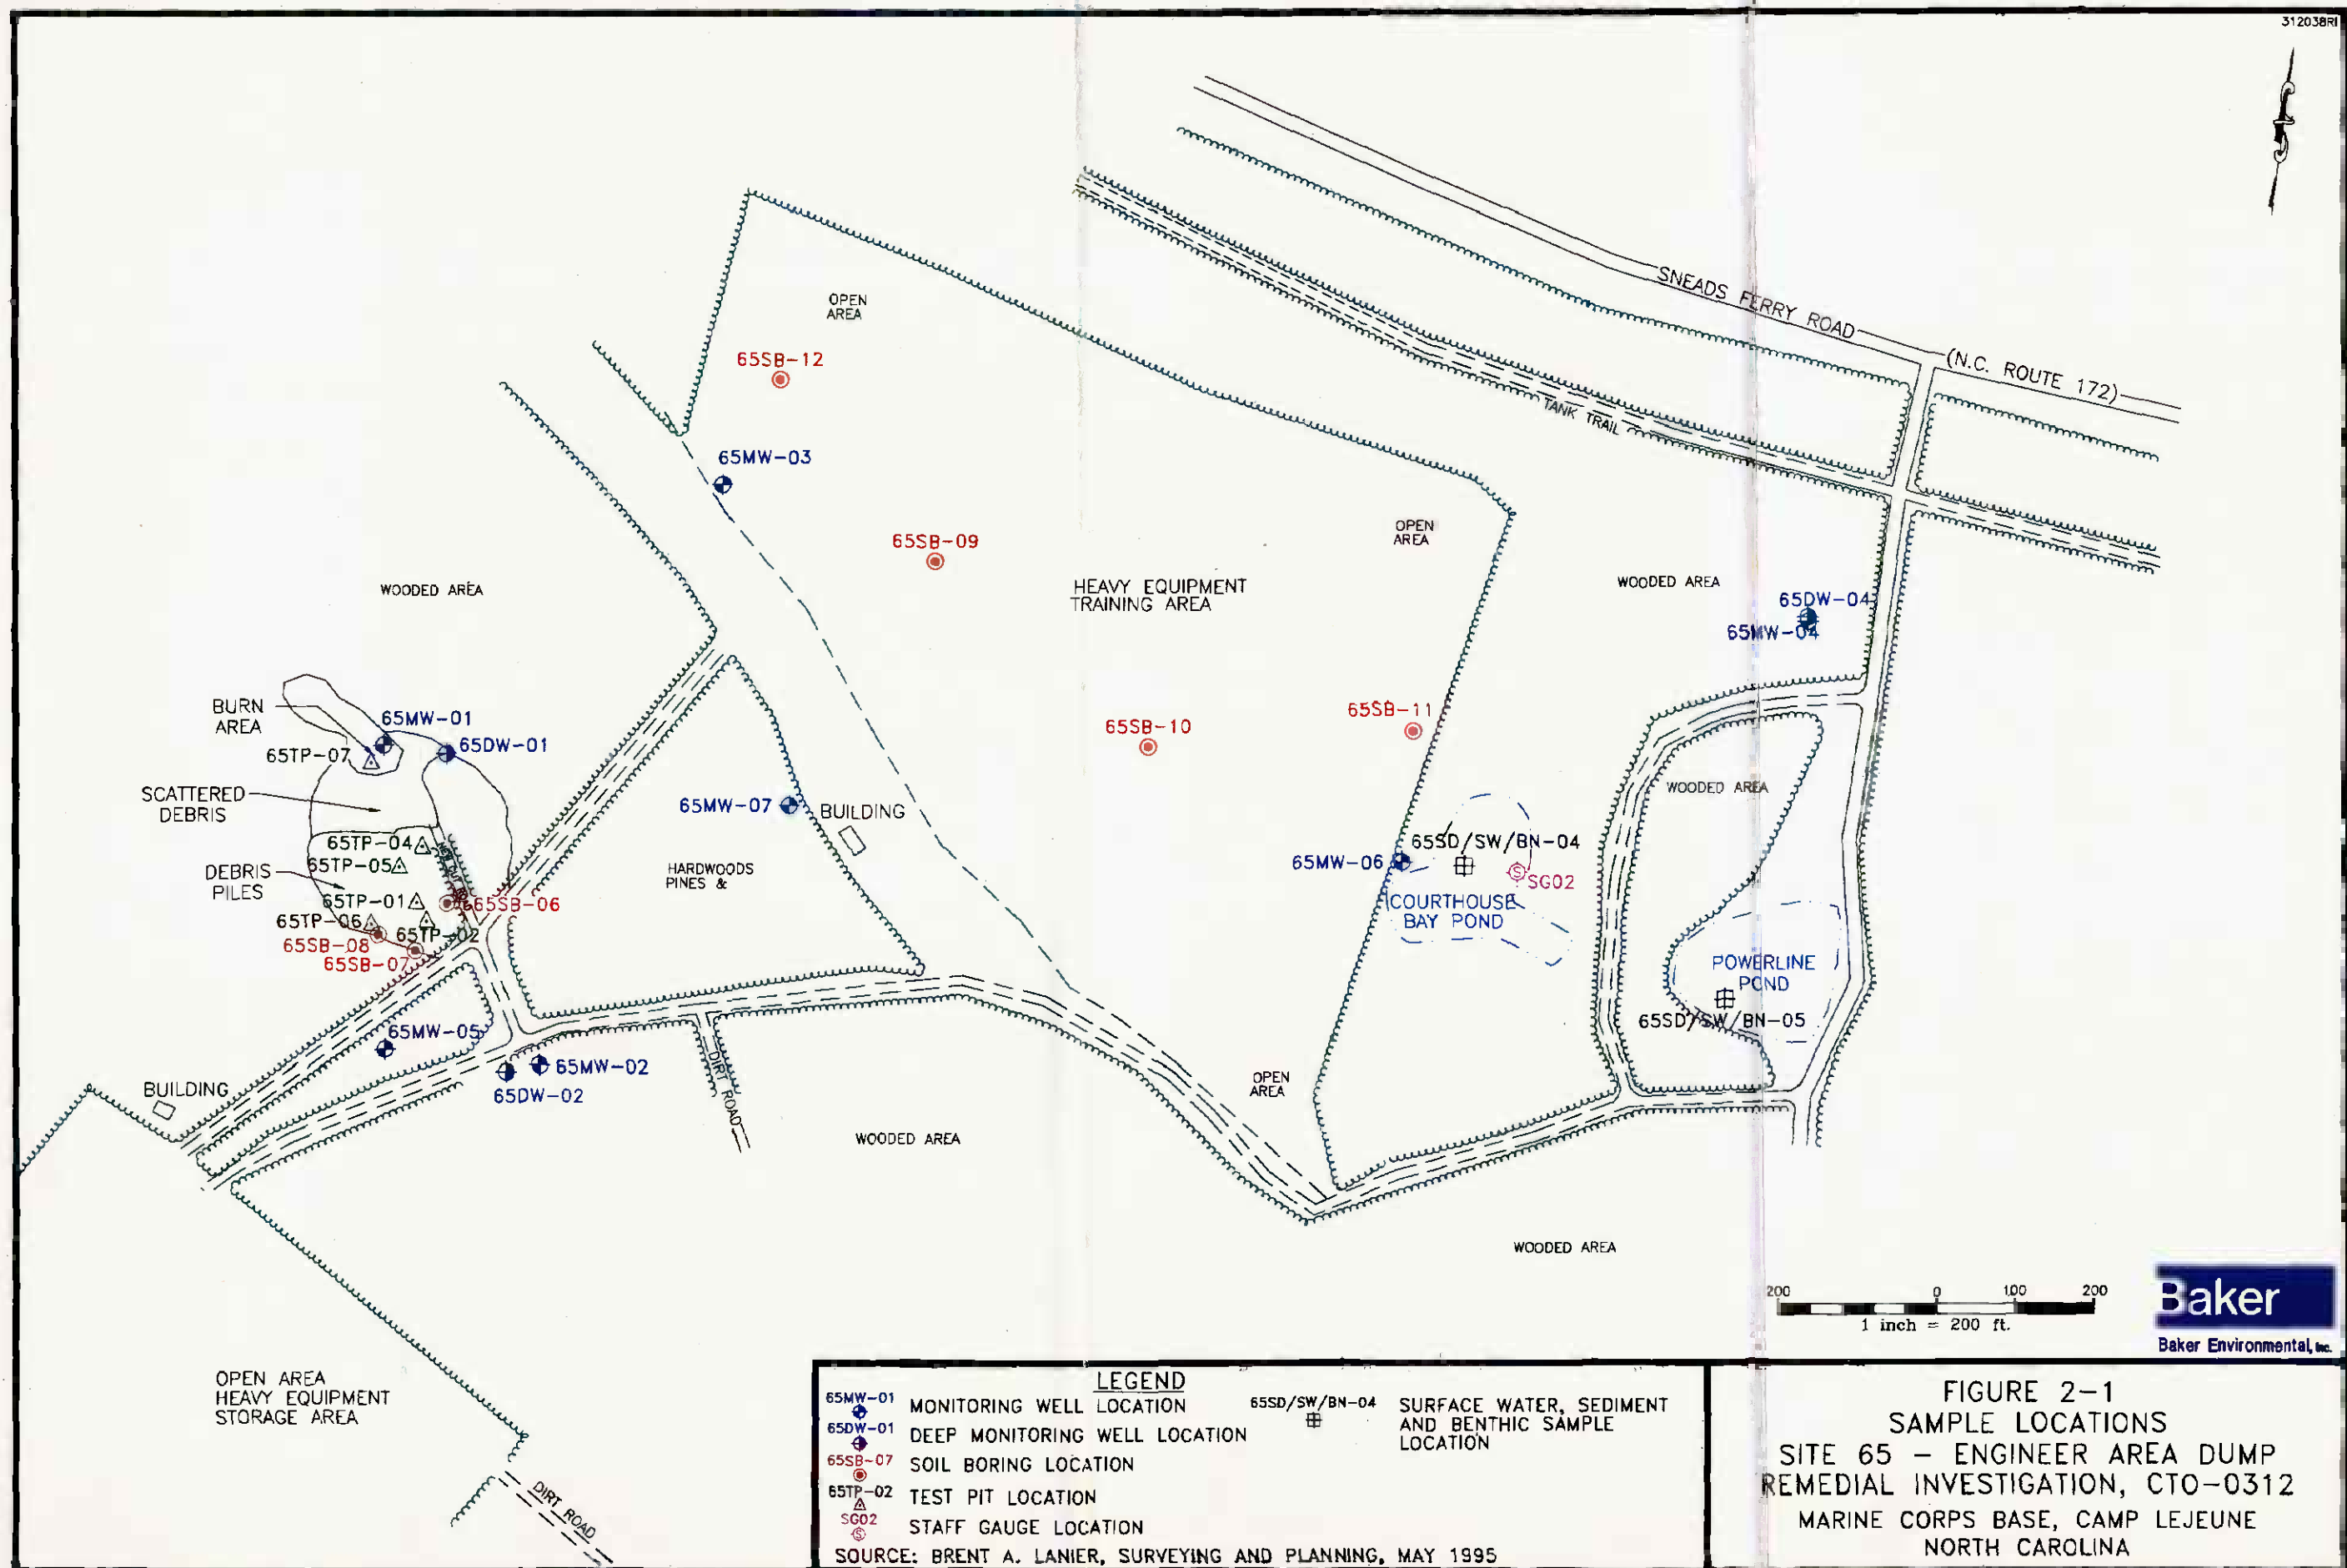 312038RI
SNEADS FERRY ROAD
(N.C. ROUTE 172)
TANK TRAIL
OPEN
AREA
65SB-12
65MW-03
65SB-09
OPEN
AREA
HEAVY EQUIPMENT
TRAINING AREA
WOODED AREA
WOODED AREA
65DW-04
65MW-04
BURN
AREA
65MW-01
65DW-01
65TP-07
65SB-10
65SB-11
SCATTERED
DEBRIS
65MW-07
BUILDING
WOODED AREA
65TP-04
65TP-05
DEBRIS
PILES
65TP-01
65SB-06
65TP-06
65TP-02
65SB-08
65SB-07
HARDWOODS
PINES &
65MW-06
65SD/SW/BN-04
SG02
COURTHOUSE
BAY POND
POWERLINE
POND
65SD/SW/BN-05
65MW-05
65MW-02
65DW-02
BUILDING
DIRT ROAD
OPEN
AREA
WOODED AREA
WOODED AREA
200 0 100 200
1 inch = 200 ft.
Baker
Baker Environmental, Inc.
OPEN AREA
HEAVY EQUIPMENT
STORAGE AREA
DIRT ROAD
LEGEND
65MW-01 MONITORING WELL LOCATION
65DW-01 DEEP MONITORING WELL LOCATION
65SB-07 SOIL BORING LOCATION
65TP-02 TEST PIT LOCATION
SG02 STAFF GAUGE LOCATION
65SD/SW/BN-04 SURFACE WATER, SEDIMENT
AND BENTHIC SAMPLE
LOCATION
SOURCE: BRENT A. LANIER, SURVEYING AND PLANNING, MAY 1995
FIGURE 2-1
SAMPLE LOCATIONS
SITE 65 - ENGINEER AREA DUMP
REMEDIAL INVESTIGATION, CTO-0312
MARINE CORPS BASE, CAMP LEJEUNE
NORTH CAROLINA